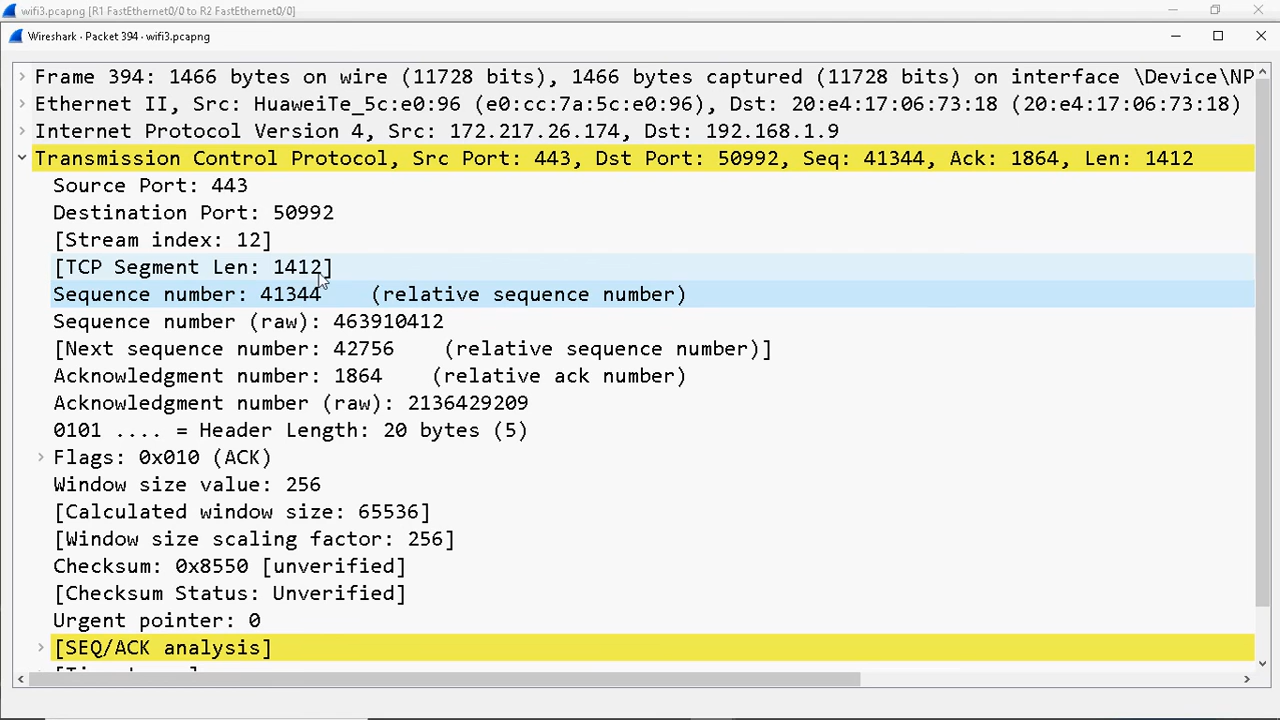 wifi3.pcapng [R1 FastEthernet0/0 to R2 FastEthernet0/0]
Wireshark · Packet 394 · wifi3.pcapng
Frame 394: 1466 bytes on wire (11728 bits), 1466 bytes captured (11728 bits) on interface \Device\NP
Ethernet II, Src: HuaweiTe_5c:e0:96 (e0:cc:7a:5c:e0:96), Dst: 20:e4:17:06:73:18 (20:e4:17:06:73:18)
Internet Protocol Version 4, Src: 172.217.26.174, Dst: 192.168.1.9
Transmission Control Protocol, Src Port: 443, Dst Port: 50992, Seq: 41344, Ack: 1864, Len: 1412
Source Port: 443
Destination Port: 50992
[Stream index: 12]
[TCP Segment Len: 1412]
Sequence number: 41344    (relative sequence number)
Sequence number (raw): 463910412
[Next sequence number: 42756    (relative sequence number)]
Acknowledgment number: 1864    (relative ack number)
Acknowledgment number (raw): 2136429209
0101 .... = Header Length: 20 bytes (5)
Flags: 0x010 (ACK)
Window size value: 256
[Calculated window size: 65536]
[Window size scaling factor: 256]
Checksum: 0x8550 [unverified]
[Checksum Status: Unverified]
Urgent pointer: 0
[SEQ/ACK analysis]